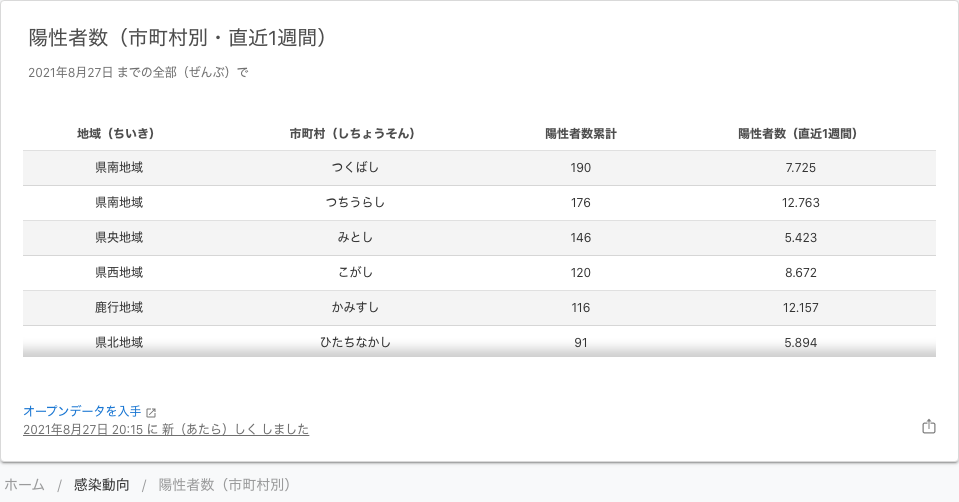 陽性者数（市町村別・直近1週間）
2021年8月27日 までの全部（ぜんぶ）で
地域（ちいき） 市町村（しちょうそん） 陽性者数累計 陽性者数（直近1週間）
県南地域 つくばし 190 7.725
県南地域 つちうらし 176 12.763
県央地域 みとし 146 5.423
県西地域 こがし 120 8.672
鹿行地域 かみすし 116 12.157
県北地域 ひたちなかし 91 5.894
オープンデータを入手
2021年8月27日 20:15 に 新（あたら）しく しました
ホーム / 感染動向 / 陽性者数（市町村別）